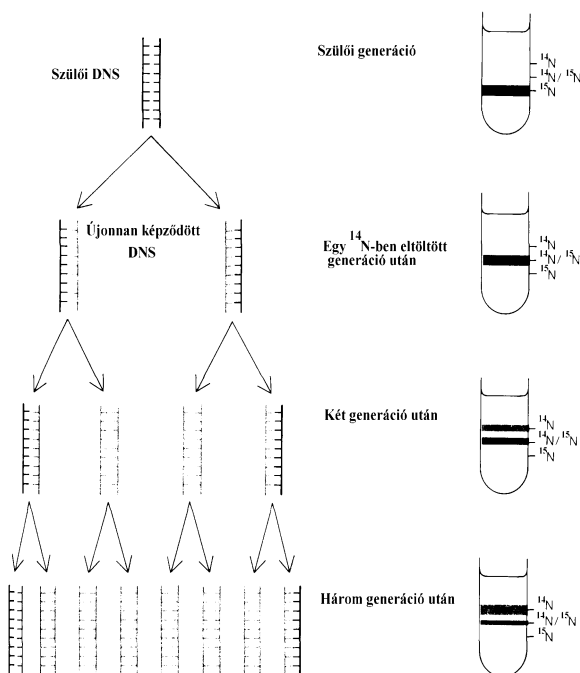 Szülői DNS
Szülői generáció
14N
14N/ 15N
15N
Újonnan képződött
DNS
Egy 14N-ben eltöltött
generáció után
14N
14N/ 15N
15N
Két generáció után
14N
14N/ 15N
15N
Három generáció után
14N
14N/ 15N
15N